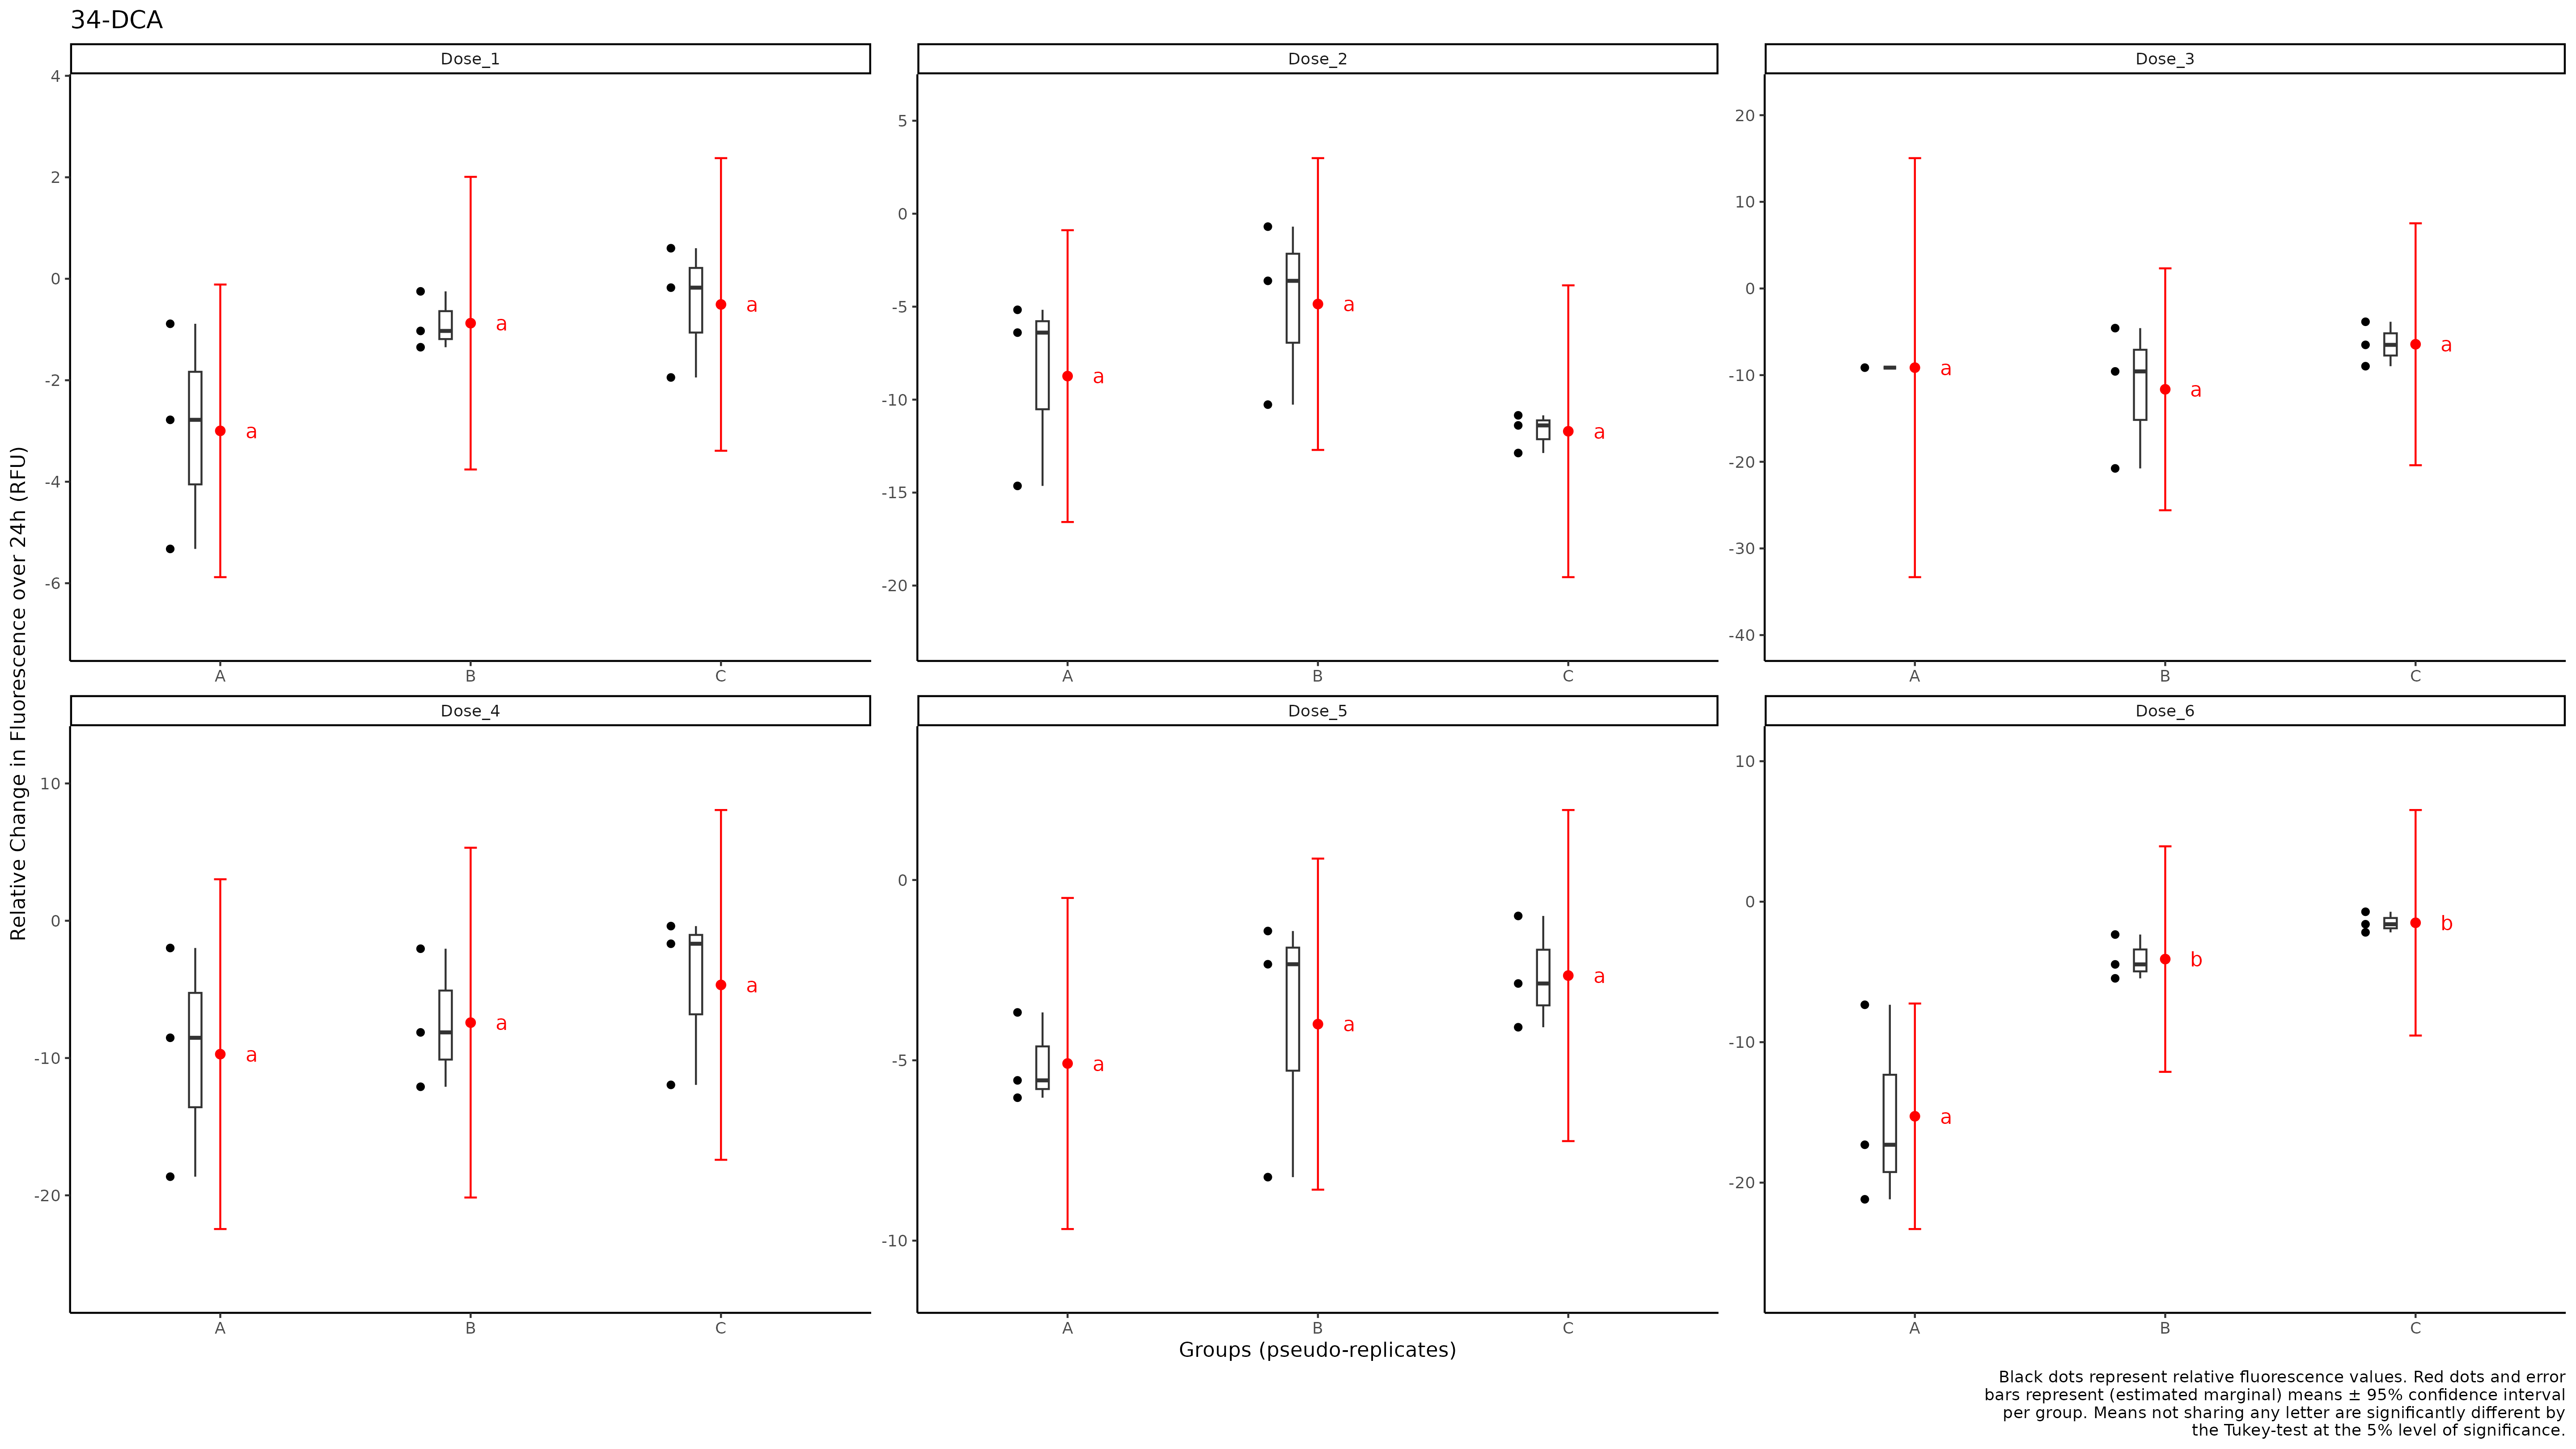 34-DCA
Relative Change in Fluorescence over 24h (RFU)
Dose_1
4
2
0
-2
-4
-6
a
a
a
A
B
C
Dose_2
5
0
-5
-10
-15
-20
a
a
a
A
B
C
Dose_3
20
10
0
-10
-20
-30
-40
a
a
a
A
B
C
Dose_4
10
0
-10
-20
a
a
a
A
B
C
Dose_5
0
-5
-10
a
a
a
A
B
C
Dose_6
10
0
-10
-20
a
b
b
A
B
C
Groups (pseudo-replicates)
Black dots represent relative fluorescence values. Red dots and error
bars represent (estimated marginal) means ± 95% confidence interval
per group. Means not sharing any letter are significantly different by
the Tukey-test at the 5% level of significance.